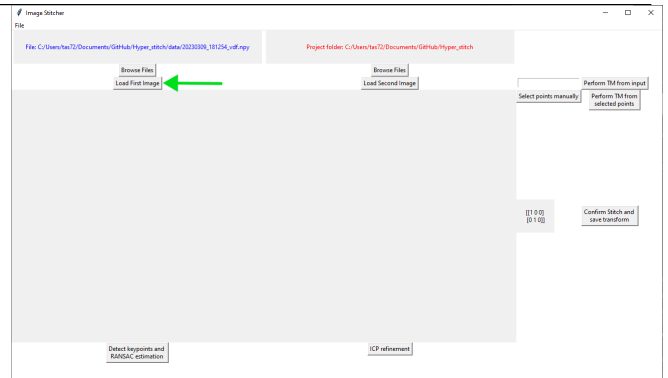 Image Stitcher
File
File: C:/Users/tas72/Documents/GitHub/Hyper_stitch/data/20230309_181254_vdf.npy
Project folder: C:/Users/tas72/Documents/GitHub/Hyper_stitch
Browse Files
Browse Files
Load First Image
Load Second Image
Perform TM from input
Select points manually
Perform TM from
selected points
[[1 0 0]
[0 1 0]]
Confirm Stitch and
save transform
Detect keypoints and
RANSAC estimation
ICP refinement